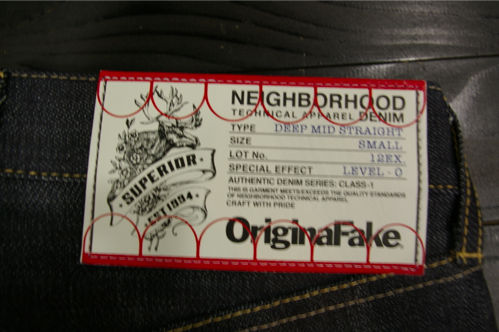 NEIGHBORHOOD
TECHNICAL APPAREL DENIM
TYPE DEEP MID STRAIGHT
SIZE SMALL
LOT No. 12EX.
SPECIAL EFFECT LEVEL - 0
AUTHENTIC DENIM SERIES: CLASS-1
THIS IS GARMENT MEETS/EXCEEDS THE QUALITY STANDARDS
OF NEIGHBORHOOD TECHNICAL APPAREL
CRAFT WITH PRIDE
OriginaFake
SUPERIOR
EST 1994